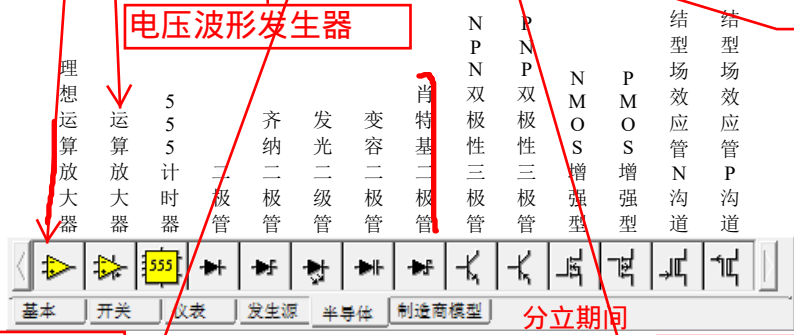 电压波形发生器
理想运算放大器
运算放大器
555计时器
二极管
齐纳二极管
发光二级管
变容二极管
肖特基二极管
NPN双极性三极管
PNP双极性三极管
NMOS增强型
PMOS增强型
结型场效应管N沟道
结型场效应管P沟道
555
基本 开关 仪表 发生源 半导体 制造商模型
分立期间